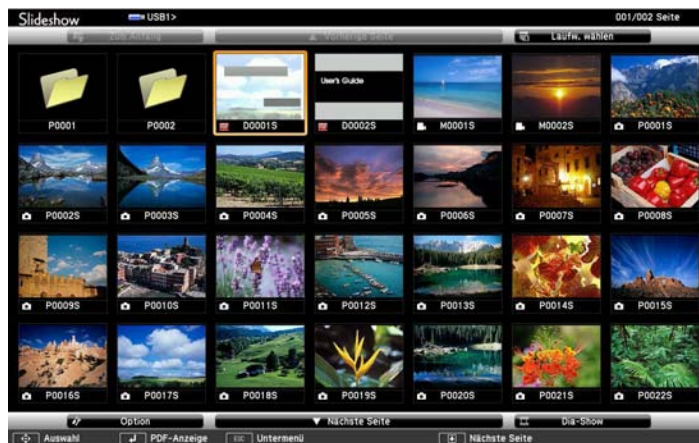 Slideshow USB1> 001/002 Seite
Zum Anfang ▲ Vorherige Seite Laufw. wählen
P0001 P0002 D0001S D0002S M0001S M0002S P0001S
User's Guide
P0002S P0003S P0004S P0005S P0006S P0007S P0008S
P0009S P0010S P0011S P0012S P0013S P0014S P0015S
P0016S P0017S P0018S P0019S P0020S P0021S P0022S
Option ▼ Nächste Seite Dia-Show
Auswahl PDF-Anzeige ESC Untermenü Nächste Seite